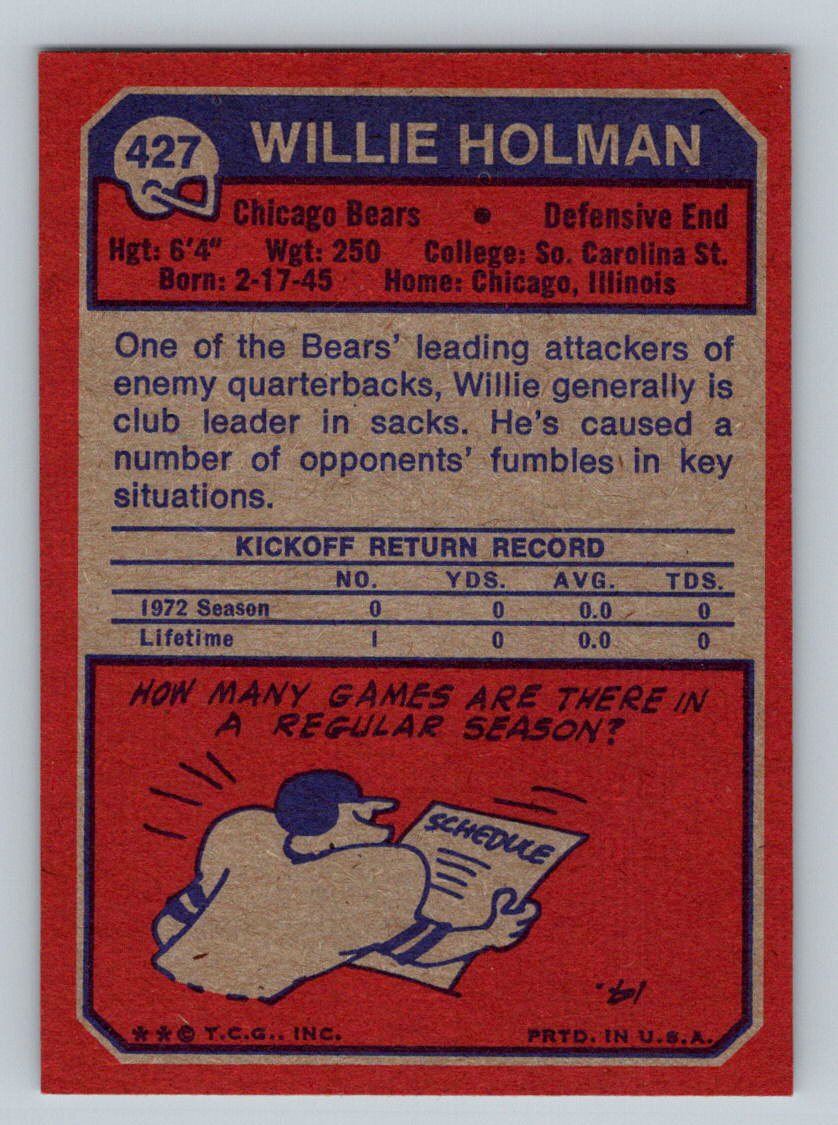 427 WILLIE HOLMAN
Chicago Bears • Defensive End
Hgt: 6'4" Wgt: 250 College: So. Carolina St.
Born: 2-17-45 Home: Chicago, Illinois
One of the Bears' leading attackers of
enemy quarterbacks, Willie generally is
club leader in sacks. He's caused a
number of opponents' fumbles in key
situations.
KICKOFF RETURN RECORD
NO. YDS. AVG. TDS.
1972 Season 0 0 0.0 0
Lifetime 1 0 0.0 0
HOW MANY GAMES ARE THERE IN
A REGULAR SEASON?
SCHEDULE
14.
**© T.C.G., INC. PRTD. IN U.S.A.